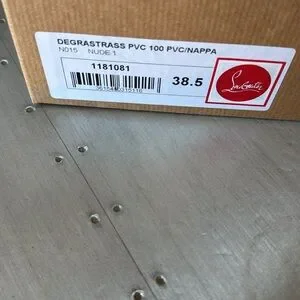 DEGRASTRASS PVC 100 PVC/NAPPA
N015 NUDE 1
1181081
38.5